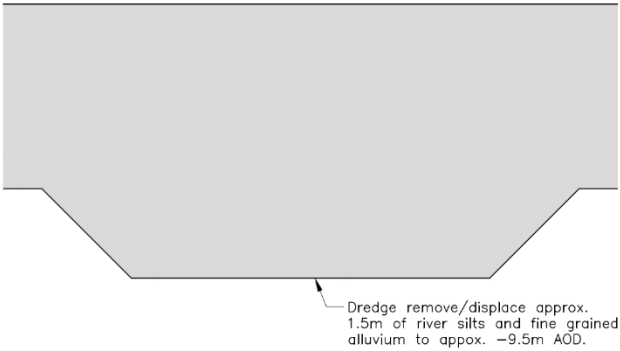 Dredge remove/displace approx.
1.5m of river silts and fine grained
alluvium to appox. −9.5m AOD.